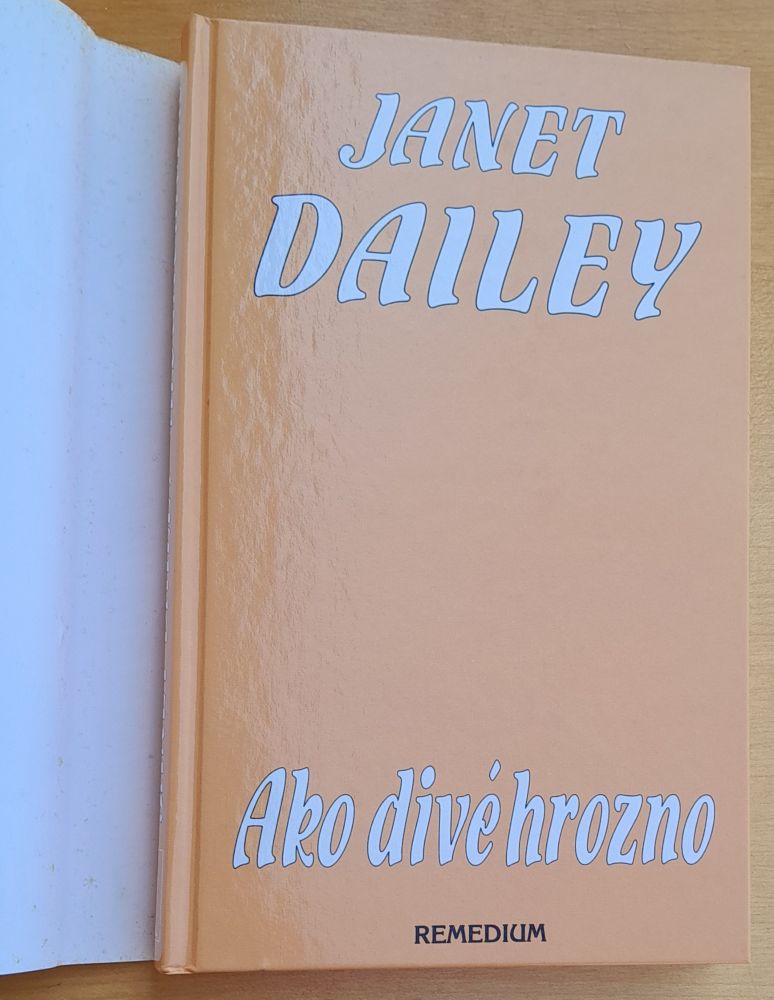 JANET
DAILEY
Ako divé hrozno
REMEDIUM